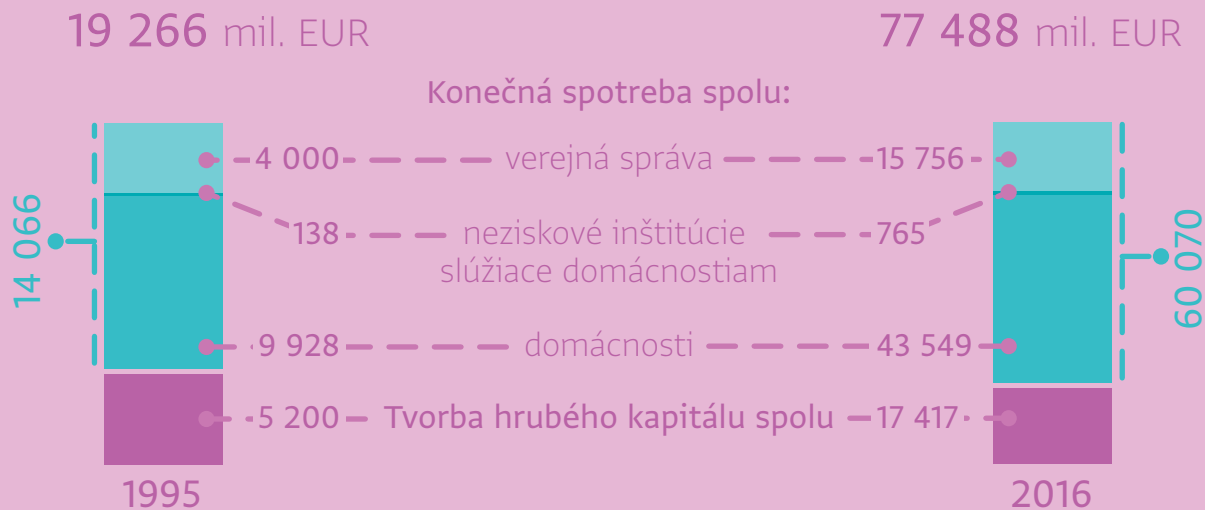 19 266 mil. EUR
77 488 mil. EUR
Konečná spotreba spolu:
4 000 verejná správa 15 756
138 neziskové inštitúcie 765
slúžiace domácnostiam
14 066
60 070
9 928 domácnosti 43 549
5 200 Tvorba hrubého kapitálu spolu 17 417
1995
2016